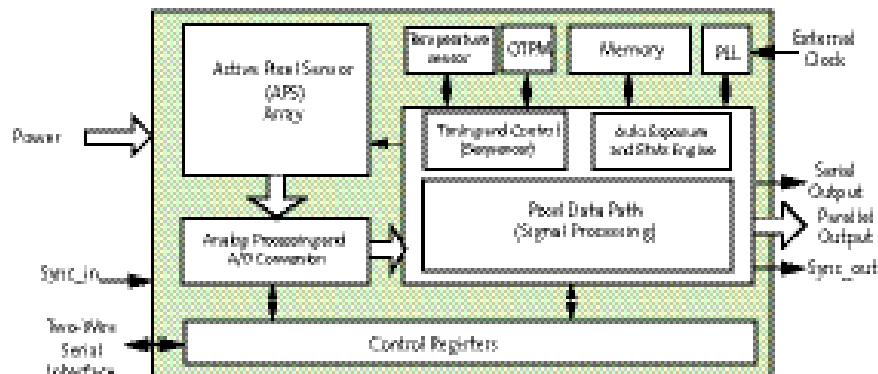 Temperature
sensor
OTPM
Memory
PLL
External
Clock
Active Pixel Sensor
(APS)
Array
Power
Timing and Control
(Sequencer)
Auto Exposure
and Stats Engine
Serial
Output
Pixel Data Path
(Signal Processing)
Parallel
Output
Analog Processing and
A/D Conversion
Sync_in
Sync_out
Two-Wire
Serial
Interface
Control Registers